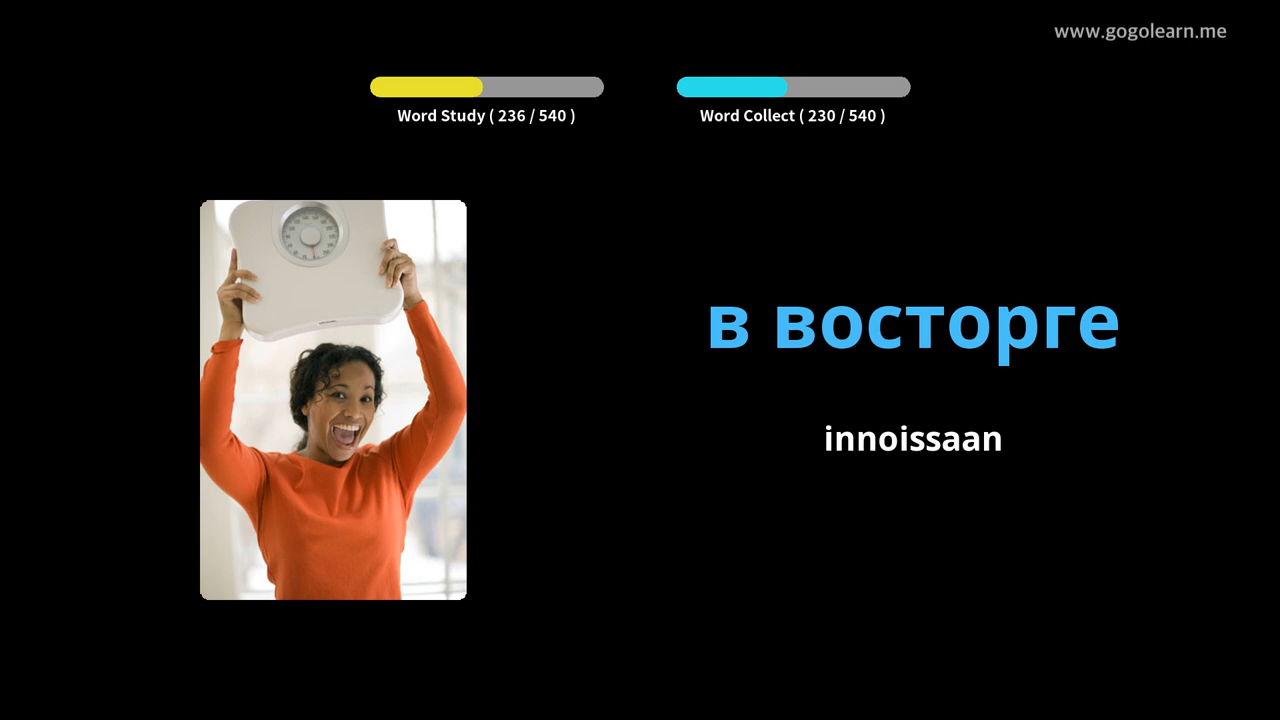 www.gogolearn.me
Word Study ( 236 / 540 )
Word Collect ( 230 / 540 )
в восторге
innoissaan